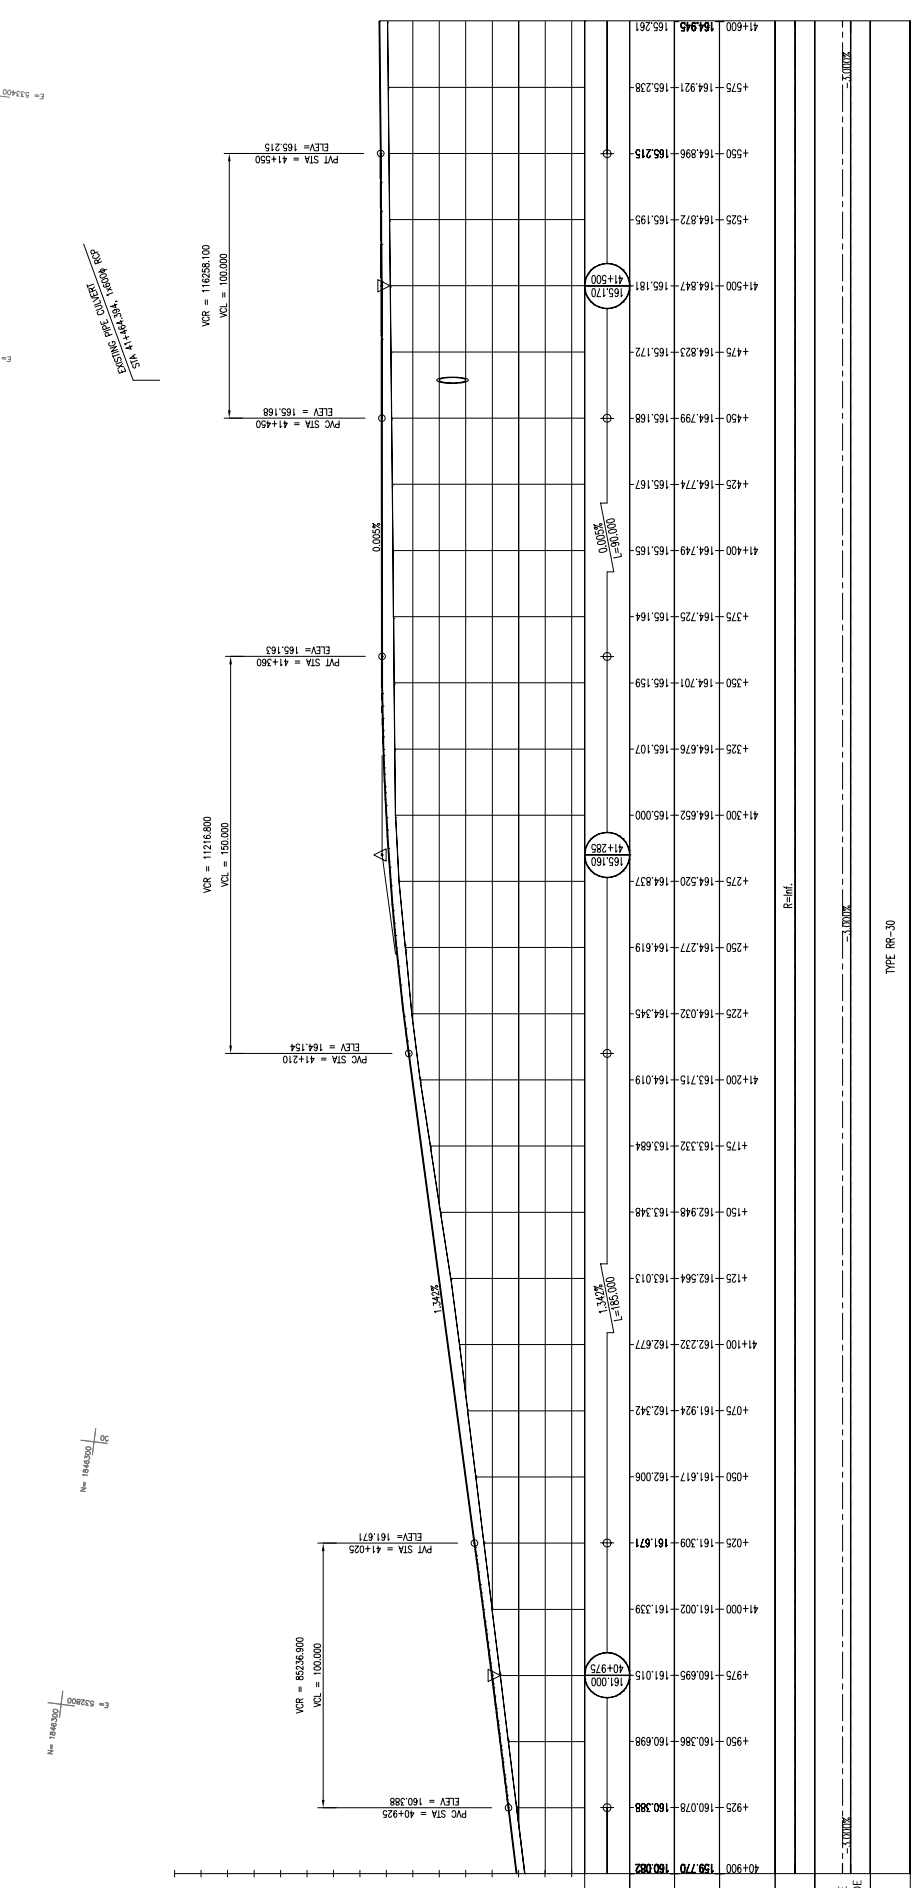 E= 533400
E=
EXISTING PIPE CULVERT
STA 41+464.394, 1x600ϕ RCP
N= 1846300
N= 1846300
E= 532800
PVT STA = 41+550
ELEV= 165.215
VCR = 116258.100
VCL = 100.000
PVC STA = 41+450
ELEV = 165.168
0.005%
PVT STA = 41+360
ELEV= 165.163
VCR = 11216.800
VCL = 150.000
PVC STA = 41+210
ELEV = 164.154
1.342%
PVT STA = 41+025
ELEV= 161.671
VCR = 85236.900
VCL = 100.000
PVC STA = 40+925
ELEV = 160.388
41+500
165.170
0.005%
L=90.000
41+285
165.160
1.342%
L=185.000
40+975
161.000
165.261 164.945 41+600
165.238 164.921 +575
165.215 164.896 +550
165.195 164.872 +525
165.181 164.847 41+500
165.172 164.823 +475
165.168 164.799 +450
165.167 164.774 +425
165.165 164.749 41+400
165.164 164.725 +375
165.159 164.701 +350
165.107 164.676 +325
165.000 164.652 41+300
164.837 164.520 +275
164.619 164.277 +250
164.345 164.032 +225
164.019 163.715 41+200
163.684 163.332 +175
163.348 162.948 +150
163.013 162.564 +125
162.677 162.232 41+100
162.342 161.924 +075
162.006 161.617 +050
161.671 161.309 +025
161.339 161.002 41+000
161.015 160.695 +975
160.698 160.386 +950
160.388 160.078 +925
160.082 159.770 40+900
R=Inf.
-3.000%
-3.000%
-3.000%
TYPE RR-30